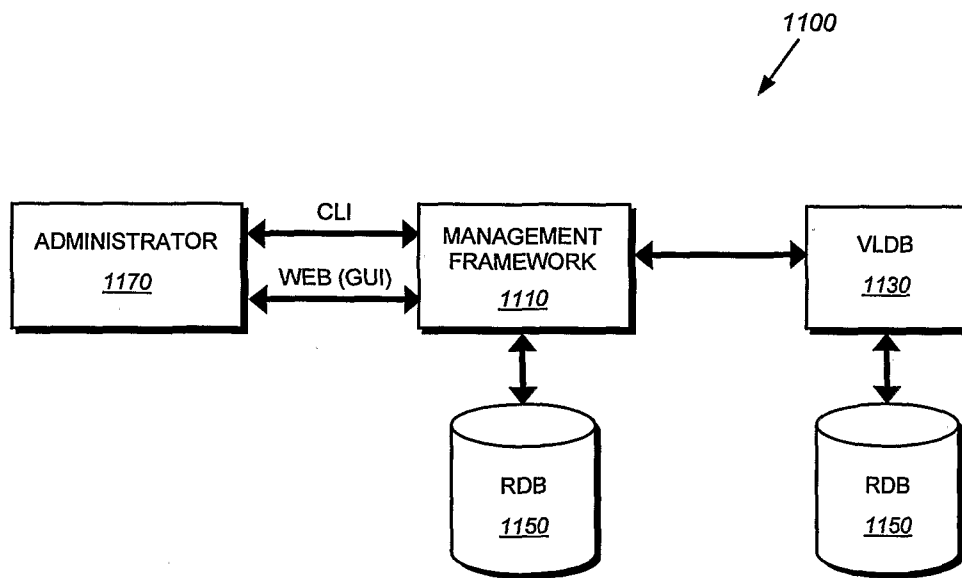 1100
CLI
ADMINISTRATOR
1170
WEB (GUI)
MANAGEMENT
FRAMEWORK
1110
VLDB
1130
RDB
1150
RDB
1150